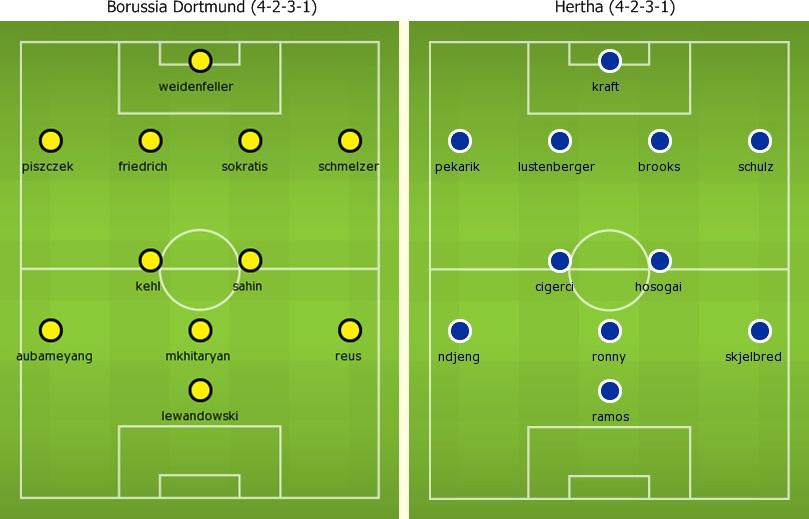 Borussia Dortmund (4-2-3-1)
weidenfeller
piszczek friedrich sokratis schmelzer
kehl sahin
aubameyang mkhitaryan reus
lewandowski
Hertha (4-2-3-1)
kraft
pekarik lustenberger brooks schulz
cigerci hosogai
ndjeng ronny skjelbred
ramos